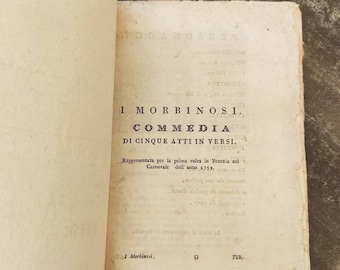 I MORBINOSI.
COMMEDIA
DI CINQUE ATTI IN VERSI.
Rappresentata per la prima volta in Venezia nel
Carnovale dell'anno 1759.
I Morbinosi. G PER-